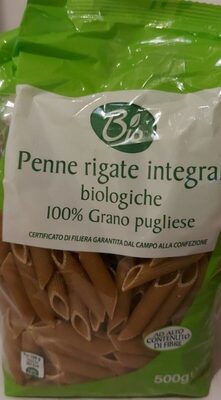 Bio
Penne rigate integral
biologiche
100% Grano pugliese
CERTIFICATO DI FILIERA GARANTITA DAL CAMPO ALLA CONFEZIONE
AD ALTO
CONTENUTO
DI FIBRE
500g